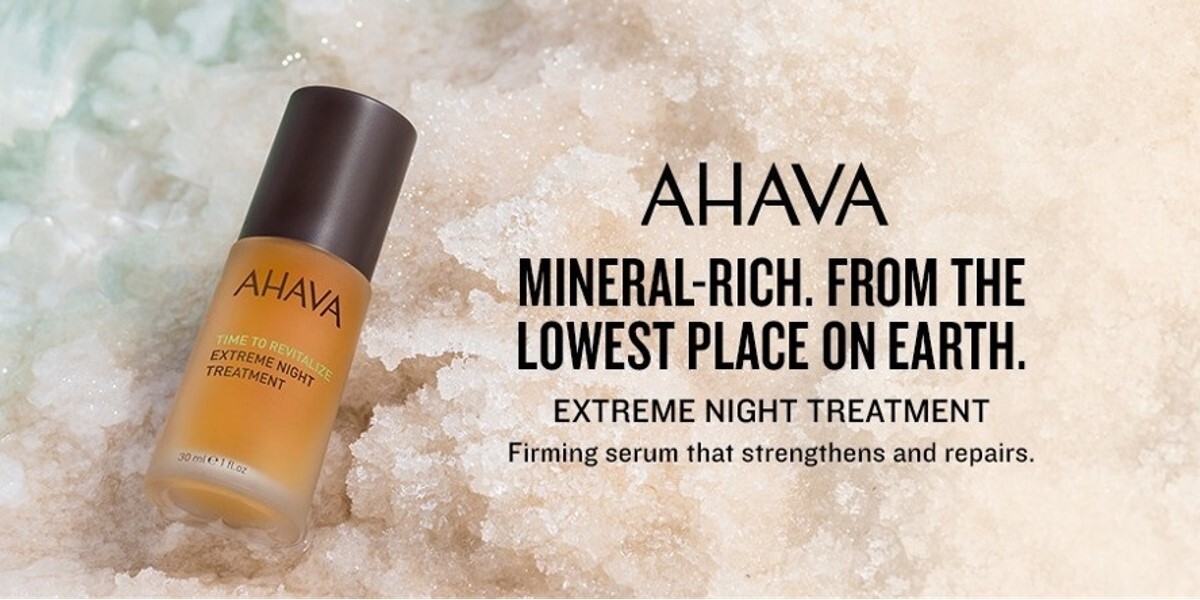 AHAVA
TIME TO REVITALIZE
EXTREME NIGHT
TREATMENT
30 ml ℮ 1 fl.oz
AHAVA
MINERAL-RICH. FROM THE
LOWEST PLACE ON EARTH.
EXTREME NIGHT TREATMENT
Firming serum that strengthens and repairs.